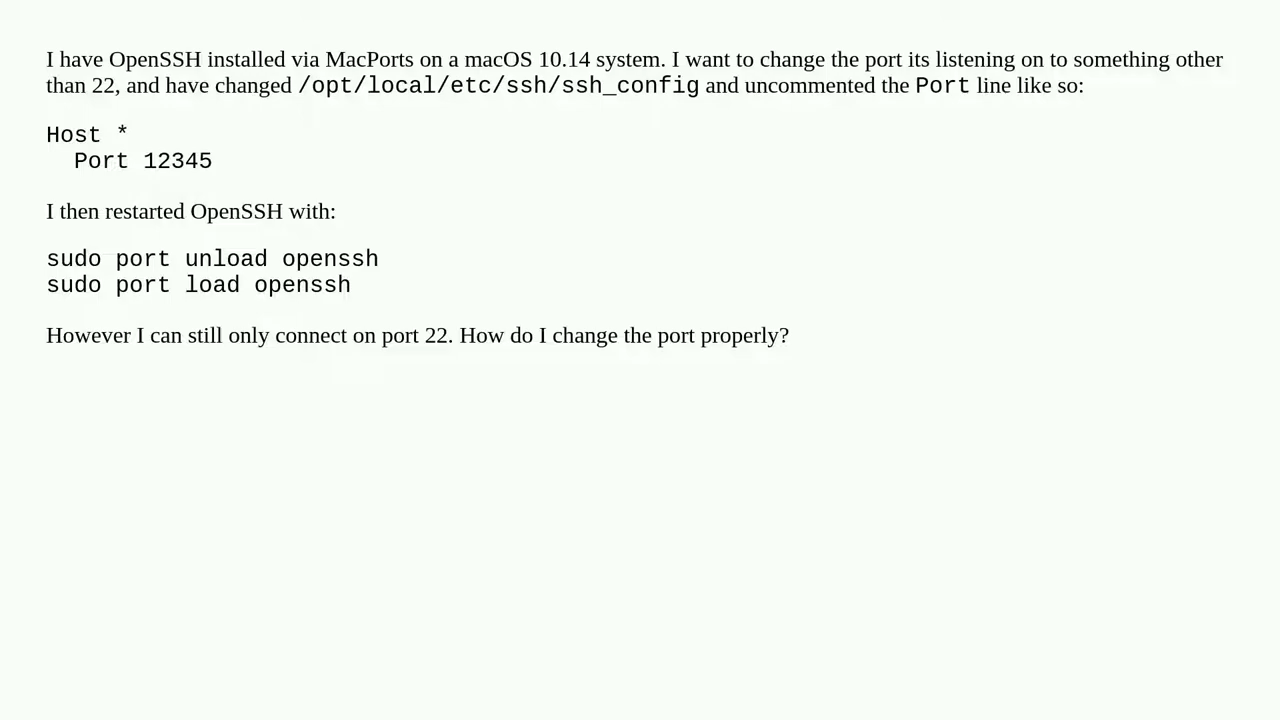 I have OpenSSH installed via MacPorts on a macOS 10.14 system. I want to change the port its listening on to something other
than 22, and have changed /opt/local/etc/ssh/ssh_config and uncommented the Port line like so:
Host *
  Port 12345
I then restarted OpenSSH with:
sudo port unload openssh
sudo port load openssh
However I can still only connect on port 22. How do I change the port properly?